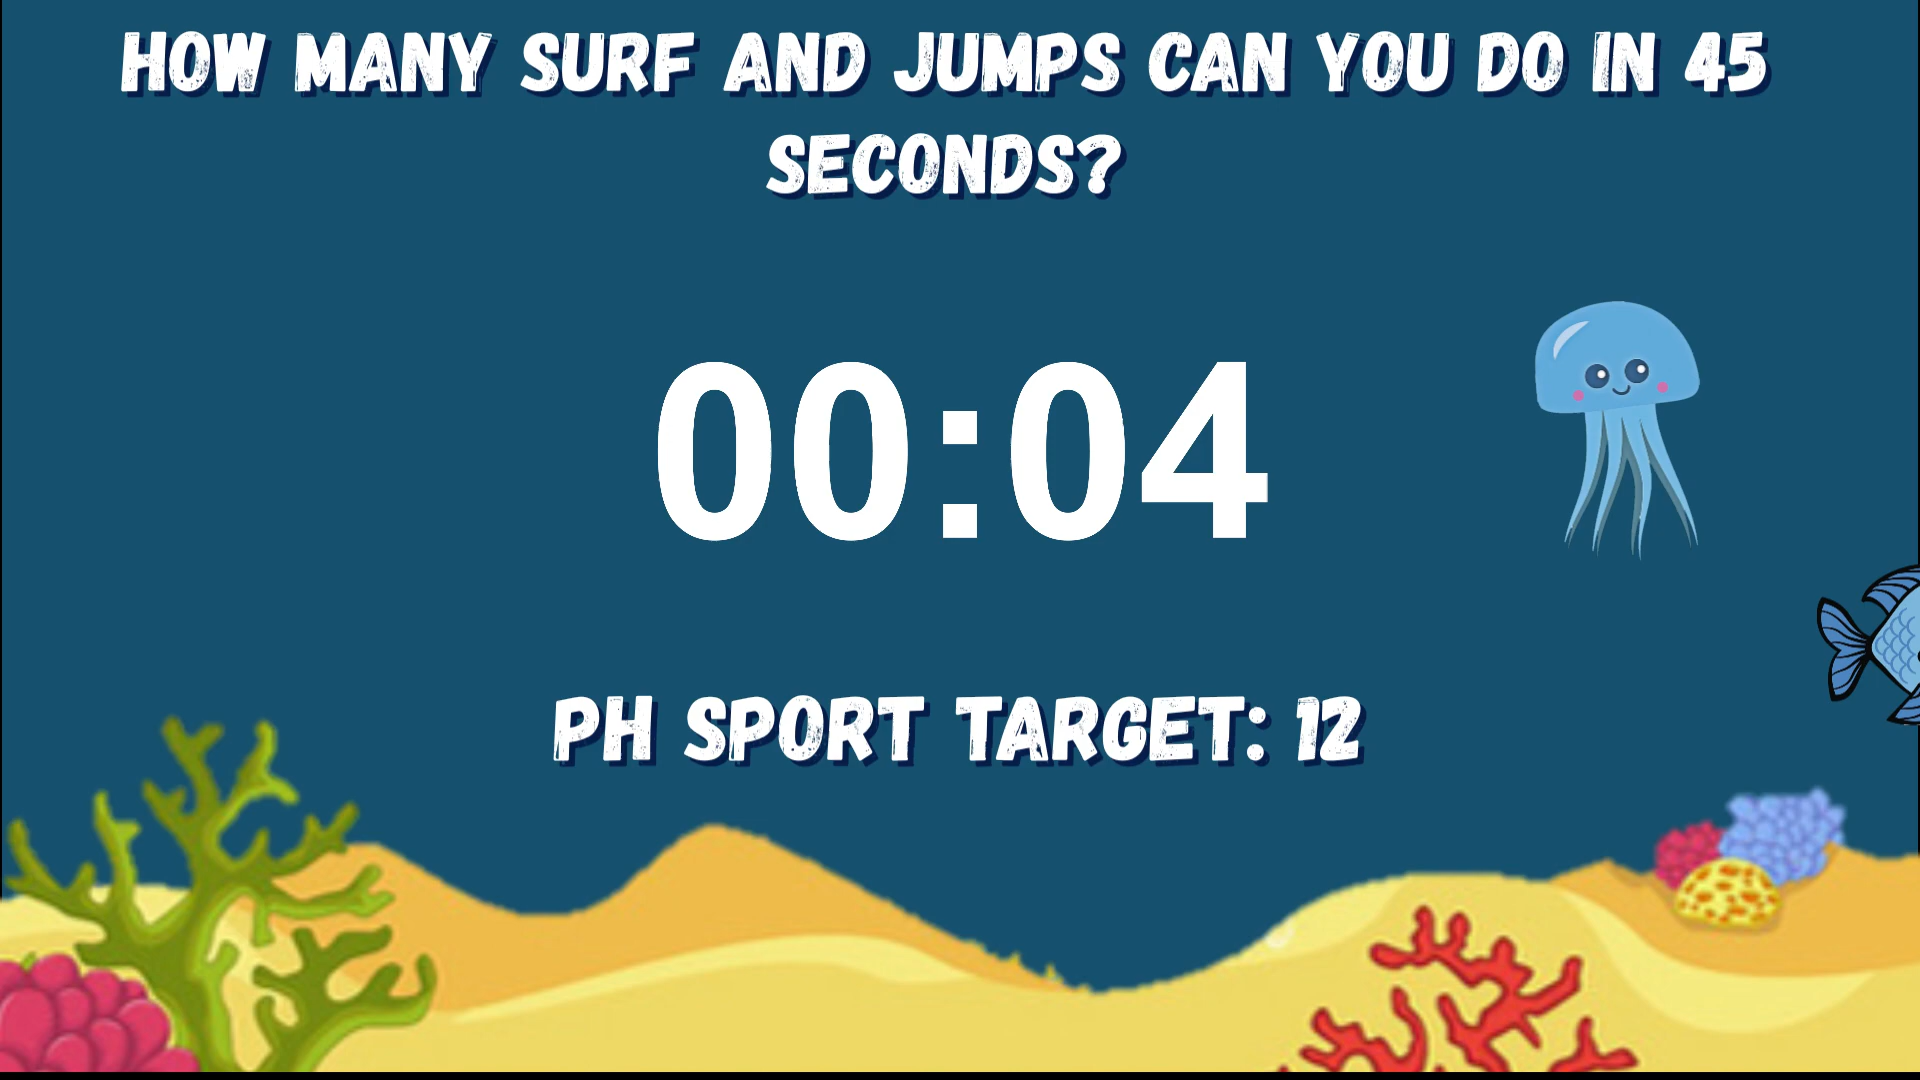 HOW MANY SURF AND JUMPS CAN YOU DO IN 45
SECONDS?
00:04
PH SPORT TARGET: 12